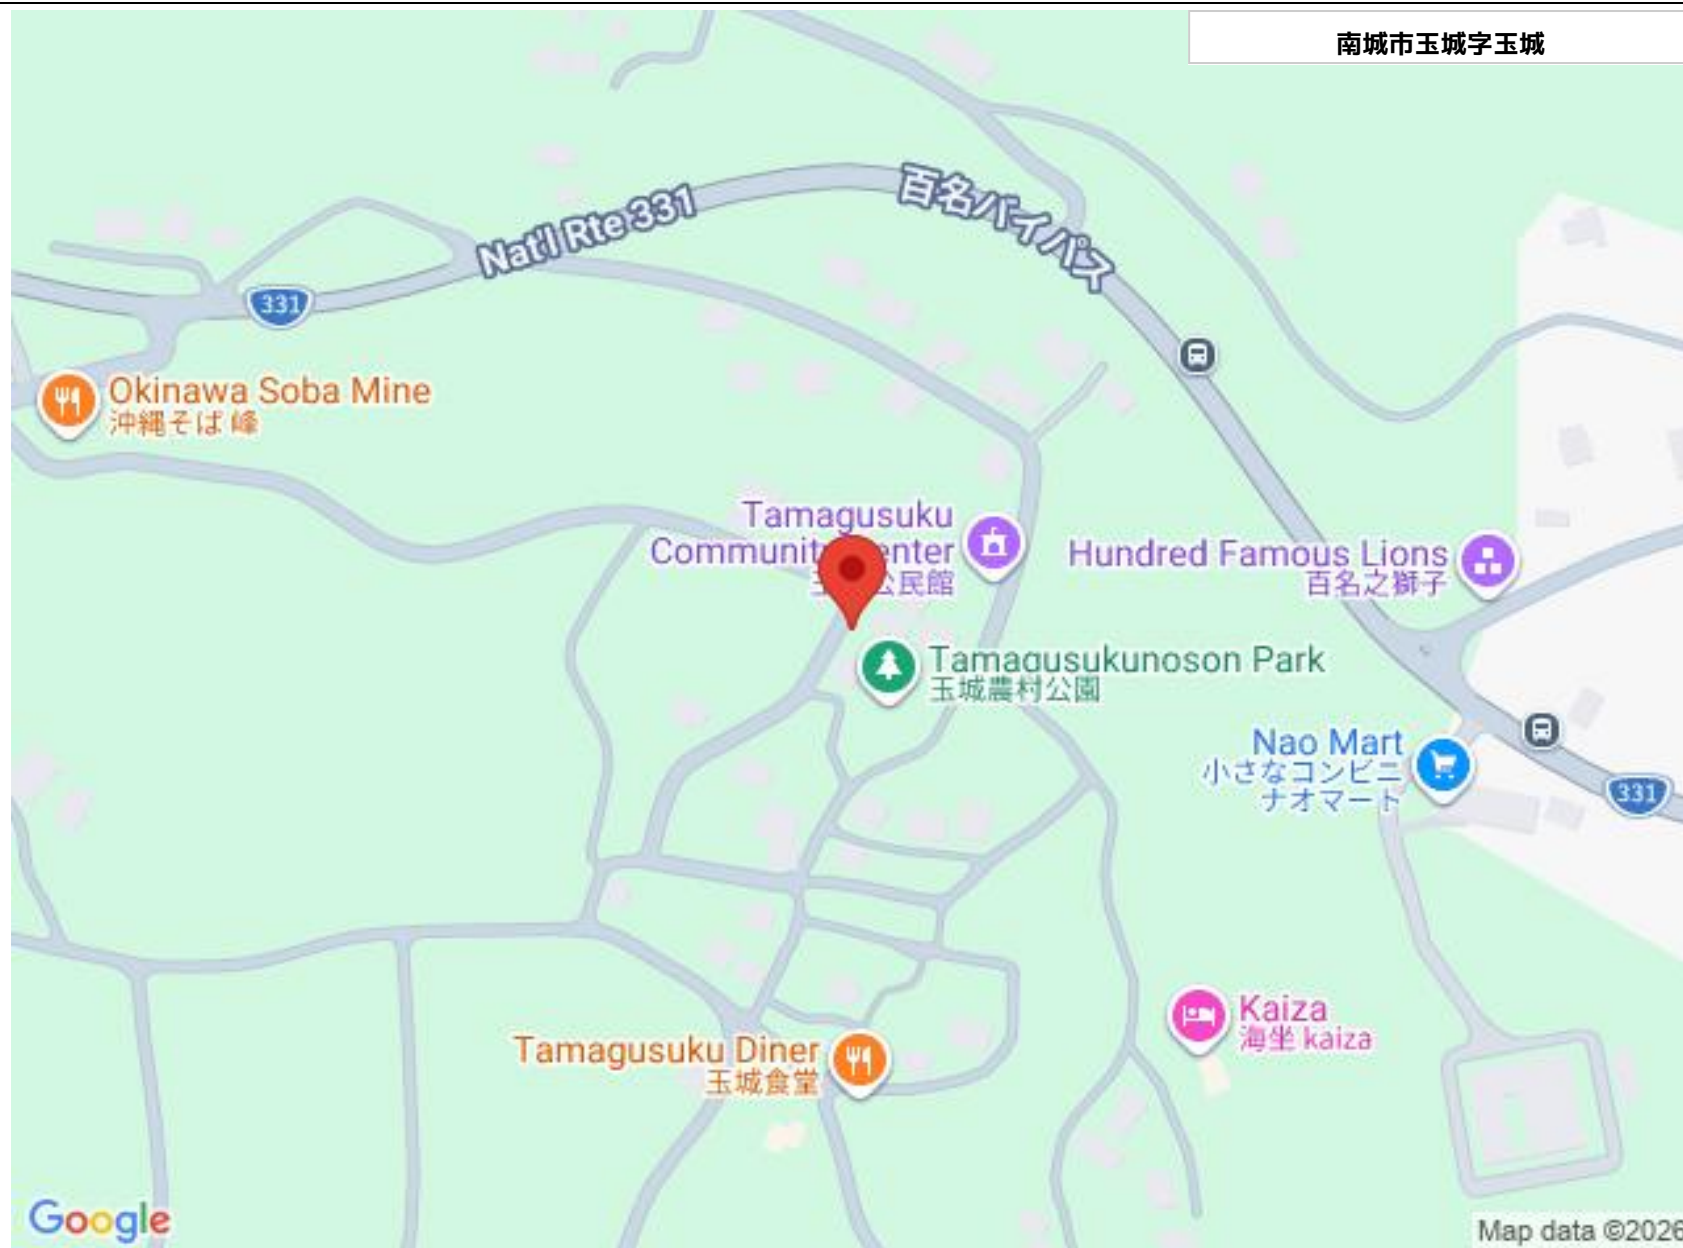 南城市玉城字玉城
百名バイパス
Nat'l Rte 331
331
Okinawa Soba Mine
沖縄そば 峰
Tamagusuku
公民館
Hundred Famous Lions
百名之獅子
Tamagusukunoson Park
玉城農村公園
Nao Mart
小さなコンビニ
ナオマート
331
Kaiza
海坐 kaiza
Tamagusuku Diner
玉城食堂
Google
Map data ©2026